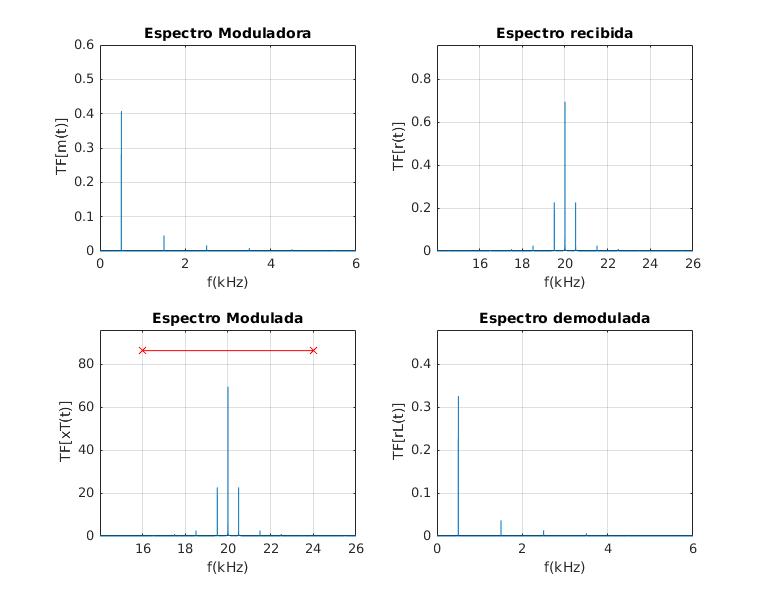 Espectro Moduladora
0.6
0.5
0.4
0.3
0.2
0.1
0
TF[m(t)]
0 2 4 6
f(kHz)
Espectro recibida
0.8
0.6
0.4
0.2
0
TF[r(t)]
16 18 20 22 24 26
f(kHz)
Espectro Modulada
80
60
40
20
0
TF[xT(t)]
16 18 20 22 24 26
f(kHz)
Espectro demodulada
0.4
0.3
0.2
0.1
0
TF[rL(t)]
0 2 4 6
f(kHz)